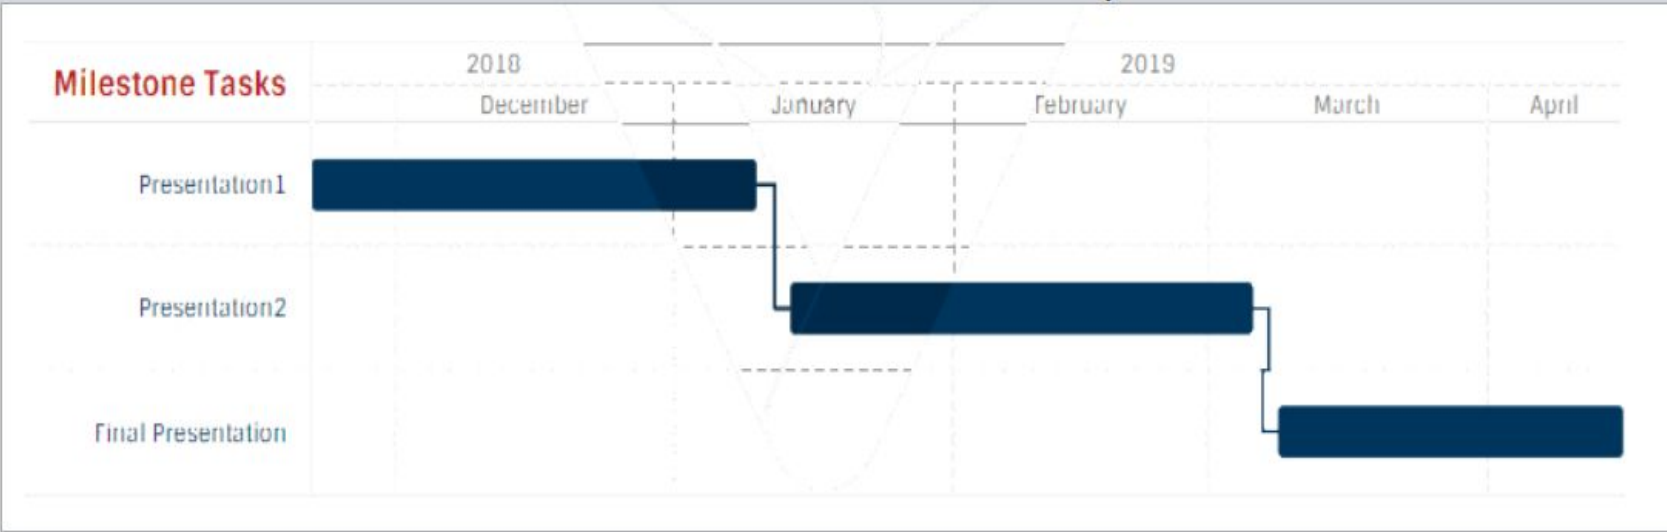 2018 2019
Milestone Tasks
December January February March April
Presentation1
Presentation2
Final Presentation